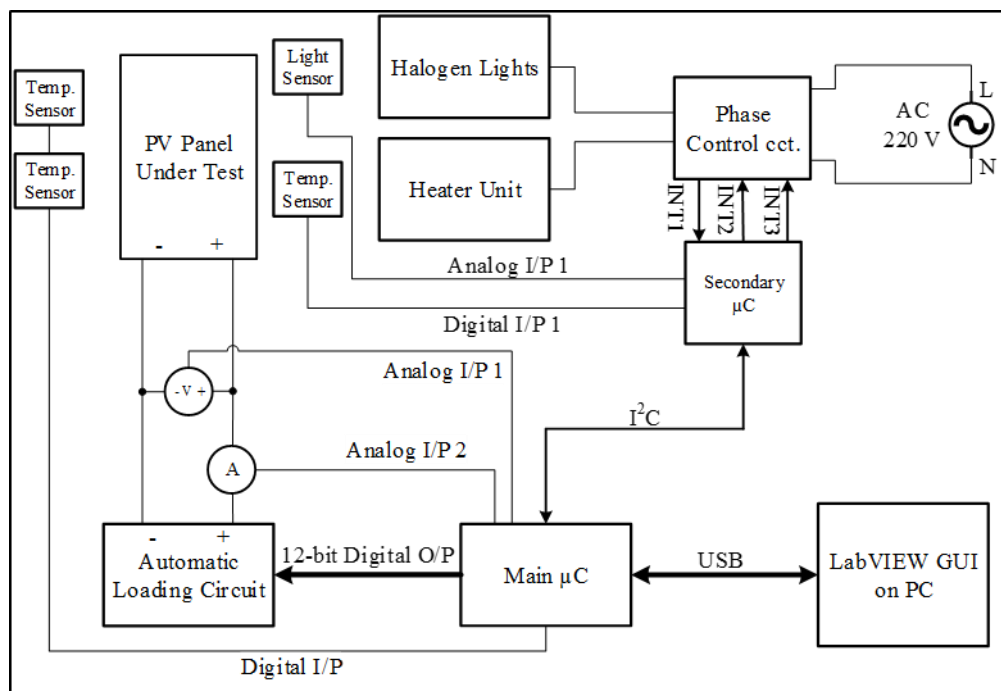 Temp.
Sensor
Temp.
Sensor
PV Panel
Under Test
-
+
Light
Sensor
Temp.
Sensor
Halogen Lights
Heater Unit
Phase
Control cct.
AC
220 V
L
N
INT1
INT2
INT3
Analog I/P 1
Digital I/P 1
Secondary
µC
-V+
Analog I/P 1
A
Analog I/P 2
I²C
-
+
Automatic
Loading Circuit
12-bit Digital O/P
Main µC
USB
LabVIEW GUI
on PC
Digital I/P